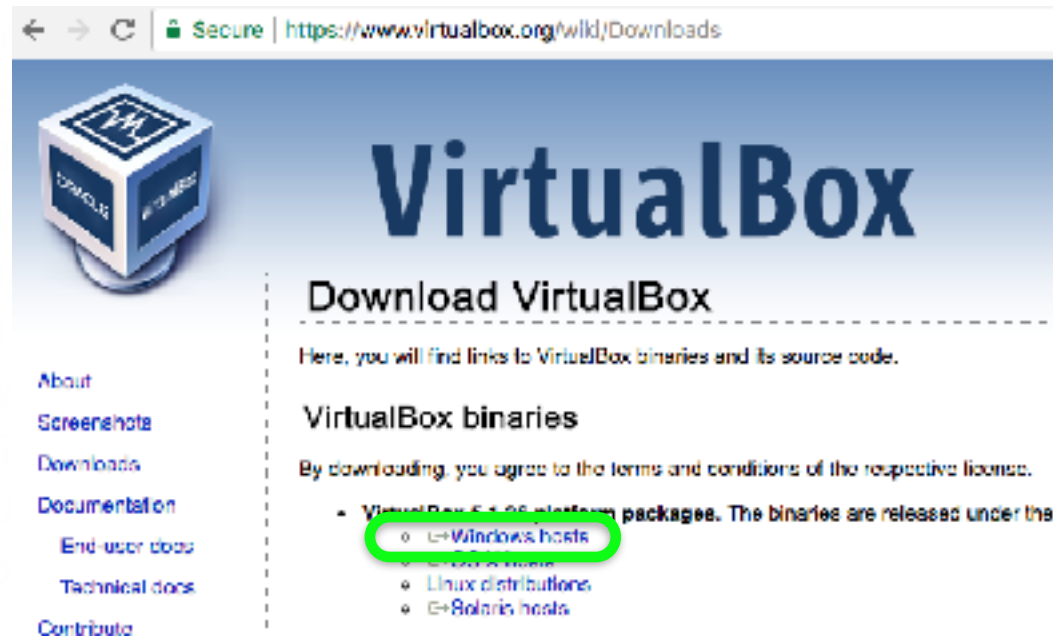 Secure | https://www.virtualbox.org/wiki/Downloads
ORACLE
VirtualBox
Download VirtualBox
Here, you will find links to VirtualBox binaries and its source code.
About
Screenshots
VirtualBox binaries
Downloads
By downloading, you agree to the terms and conditions of the respective license.
Documentation
VirtualBox platform packages. The binaries are released under the
End-user docs
Windows hosts
Technical docs
Linux distributions
Solaris hosts
Contribute